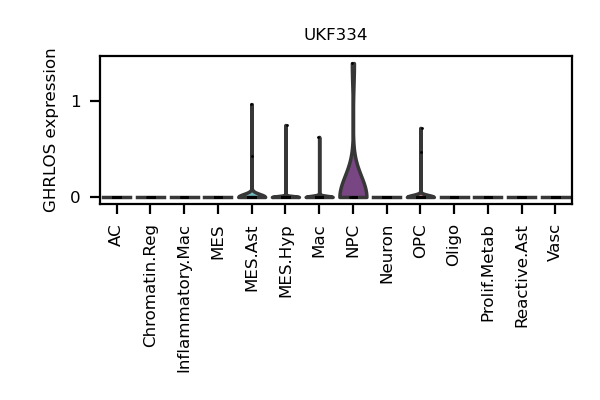 UKF334
GHRLOS expression
1
0
AC
Chromatin.Reg
Inflammatory.Mac
MES
MES.Ast
MES.Hyp
Mac
NPC
Neuron
OPC
Oligo
Prolif.Metab
Reactive.Ast
Vasc